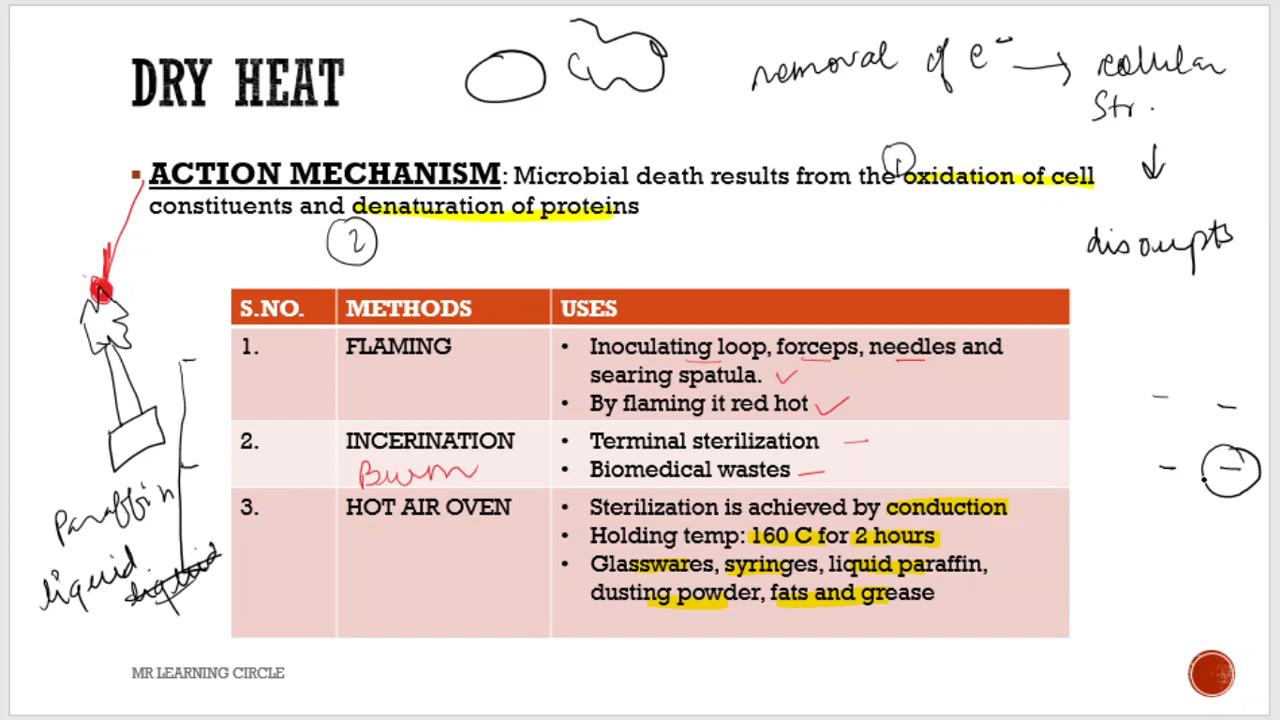 DRY HEAT
removal of e⁻ → cellular
str.
↓
disrupts
① 
▪ ACTION MECHANISM: Microbial death results from the oxidation of cell
constituents and denaturation of proteins
②
S.NO. METHODS USES
1. FLAMING • Inoculating loop, forceps, needles and
searing spatula.
• By flaming it red hot
2. INCERINATION • Terminal sterilization
Burn • Biomedical wastes
3. HOT AIR OVEN • Sterilization is achieved by conduction
• Holding temp: 160 C for 2 hours
• Glasswares, syringes, liquid paraffin,
dusting powder, fats and grease
Paraffin
liquid
liquid
MR LEARNING CIRCLE